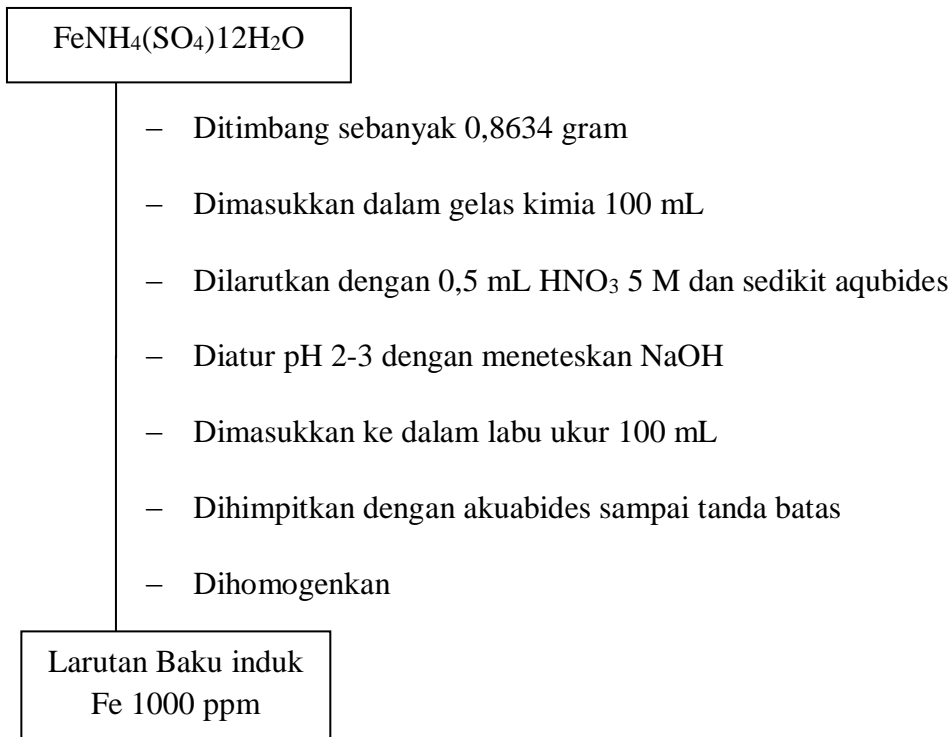 FeNH₄(SO₄)12H₂O
– Ditimbang sebanyak 0,8634 gram
– Dimasukkan dalam gelas kimia 100 mL
– Dilarutkan dengan 0,5 mL HNO₃ 5 M dan sedikit aqubides
– Diatur pH 2-3 dengan meneteskan NaOH
– Dimasukkan ke dalam labu ukur 100 mL
– Dihimpitkan dengan akuabides sampai tanda batas
– Dihomogenkan
Larutan Baku induk
Fe 1000 ppm